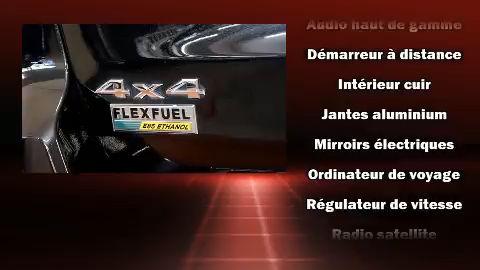 4x4
FLEXFUEL
E85 ETHANOL
Audio haut de gamme
Démarreur à distance
Intérieur cuir
Jantes aluminium
Mirroirs électriques
Ordinateur de voyage
Régulateur de vitesse
Radio satellite